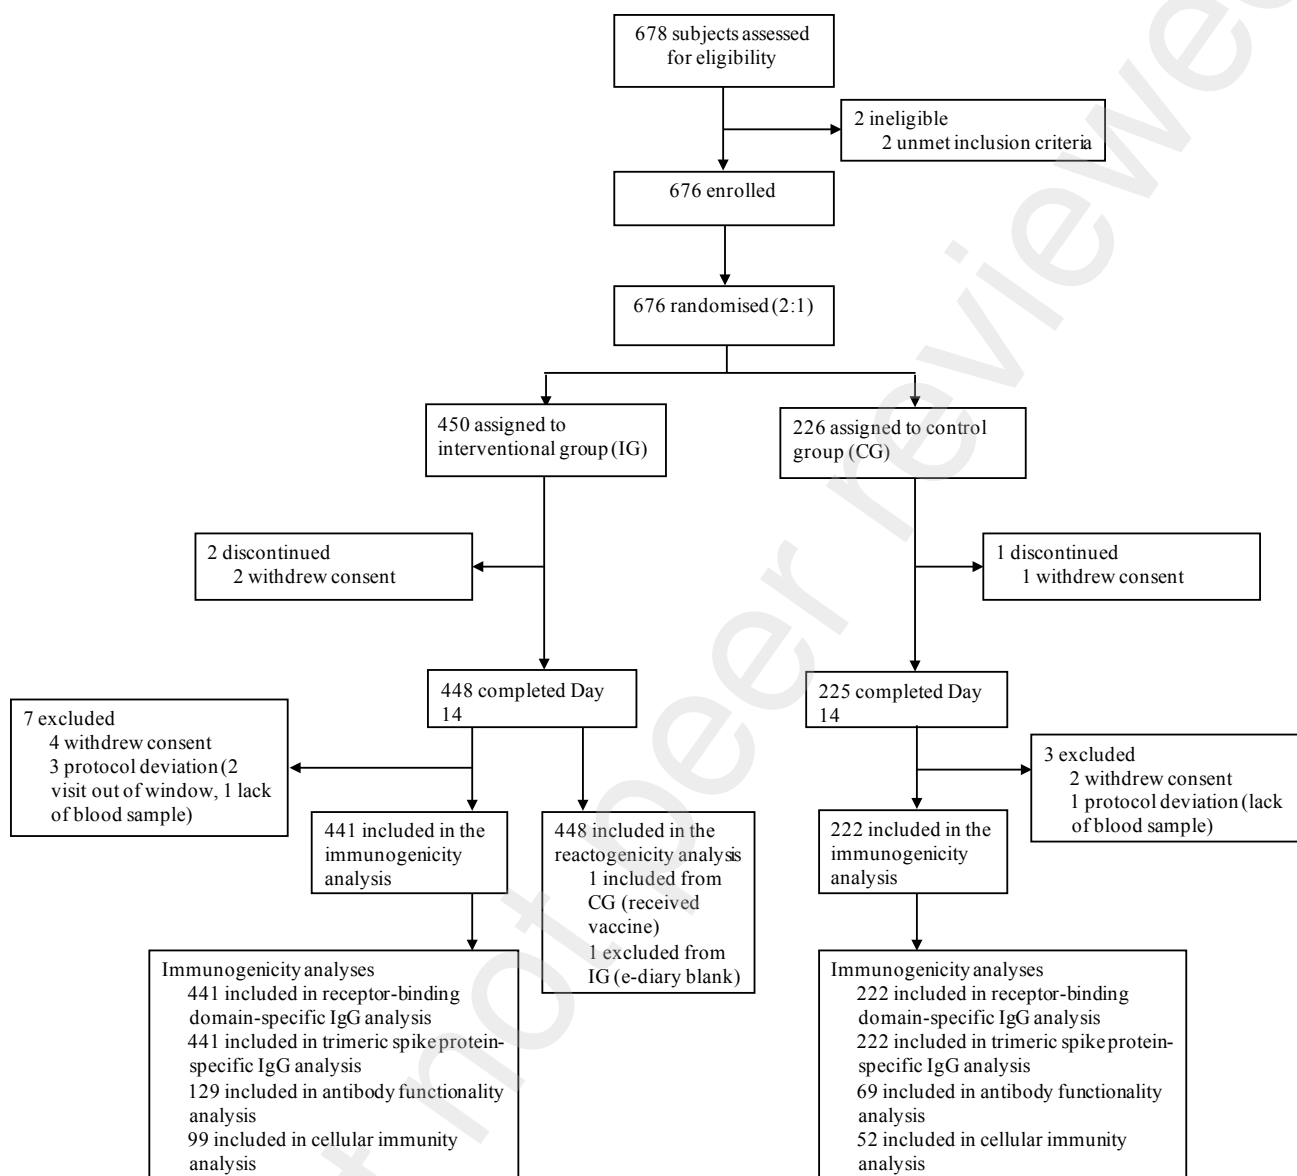 678 subjects assessed
for eligibility
2 ineligible
2 unmet inclusion criteria
676 enrolled
676 randomised (2:1)
450 assigned to
interventional group (IG)
226 assigned to control
group (CG)
2 discontinued
2 withdrew consent
1 discontinued
1 withdrew consent
448 completed Day
14
225 completed Day
14
7 excluded
4 withdrew consent
3 protocol deviation (2
visit out of window, 1 lack
of blood sample)
3 excluded
2 withdrew consent
1 protocol deviation (lack
of blood sample)
441 included in the
immunogenicity
analysis
448 included in the
reactogenicity analysis
1 included from
CG (received
vaccine)
1 excluded from
IG (e-diary blank)
222 included in the
immunogenicity
analysis
Immunogenicity analyses
441 included in receptor-binding
domain-specific IgG analysis
441 included in trimeric spike protein-
specific IgG analysis
129 included in antibody functionality
analysis
99 included in cellular immunity
analysis
Immunogenicity analyses
222 included in receptor-binding
domain-specific IgG analysis
222 included in trimeric spike protein-
specific IgG analysis
69 included in antibody functionality
analysis
52 included in cellular immunity
analysis
not peer reviewed